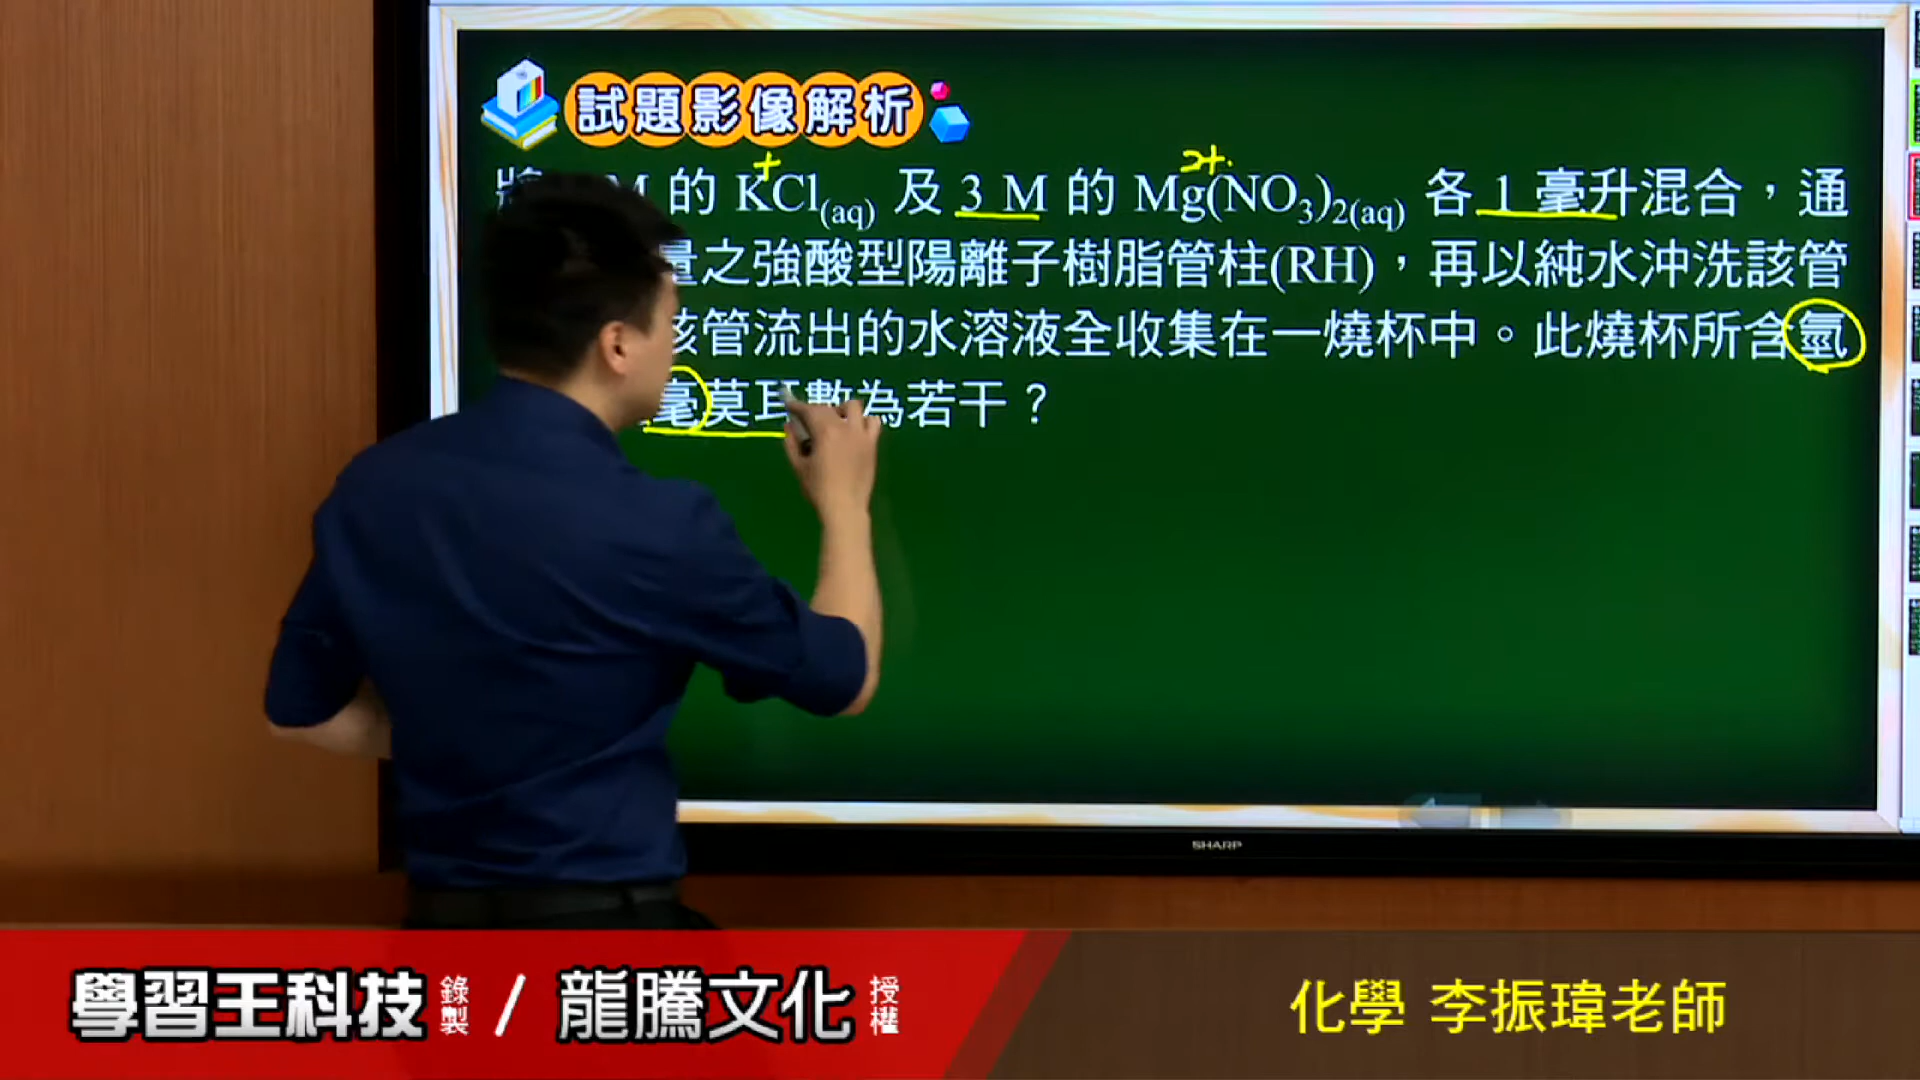 試題影像解析
M 的 KCl(aq) 及 3 M 的 Mg(NO3)2(aq) 各 1 毫升混合，通
+
2+
量之強酸型陽離子樹脂管柱(RH)，再以純水沖洗該管
該管流出的水溶液全收集在一燒杯中。此燒杯所含氫
毫莫耳數為若干？
SHARP
學習王科技 錄製 / 龍騰文化 授權
化學 李振瑋老師